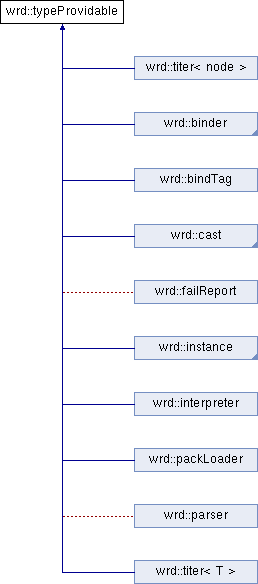 wrd::typeProvidable
wrd::titer< node >
wrd::binder
wrd::bindTag
wrd::cast
wrd::failReport
wrd::instance
wrd::interpreter
wrd::packLoader
wrd::parser
wrd::titer< T >